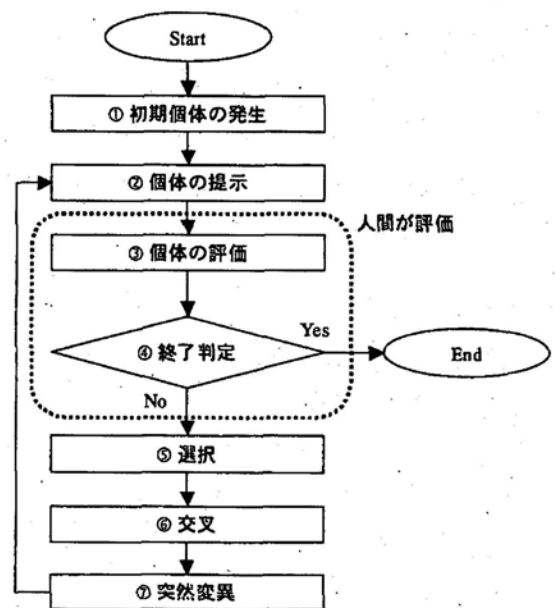 Start
① 初期個体の発生
② 個体の提示
人間が評価
③ 個体の評価
Yes
④ 終了判定
End
No
⑤ 選択
⑥ 交叉
⑦ 突然変異